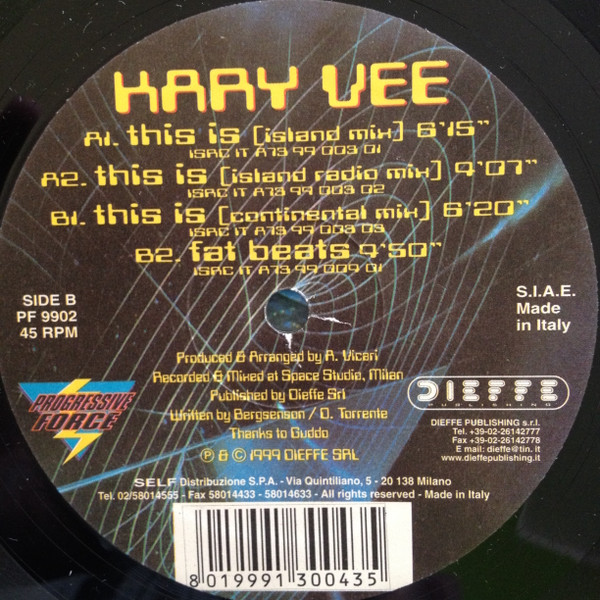 KARY VEE
A1. this is [island mix] 6'15"
ISRC IT A73 99 003 01
A2. this is [island radio mix] 4'07"
ISRC IT A73 99 003 02
B1. this is [continental mix] 6'20"
ISRC IT A73 99 003 03
B2. fat beats 4'50"
ISRC IT A73 99 009 01
SIDE B
PF 9902
45 RPM
S.I.A.E.
Made
in Italy
Produced & Arranged by R. Vicari
Recorded & Mixed at Space Studio, Milan
Published by Dieffe Srl
Written by Bergsenson / D. Torrente
Thanks to Guddo
℗ & © 1999 DIEFFE SRL
PROGRESSIVE
FORCE
DIEFFE
PUBLISHING
DIEFFE PUBLISHING s.r.l.
Tel. +39-02-26142777
Fax +39-02-26142778
E mail: dieffe@tin.it
www.dieffepublishing.it
SELF Distribuzione S.P.A. - Via Quintiliano, 5 - 20 138 Milano
Tel. 02/58014555 - Fax 58014433 - 58014633 - All rights reserved - Made in Italy
8 019991 300435